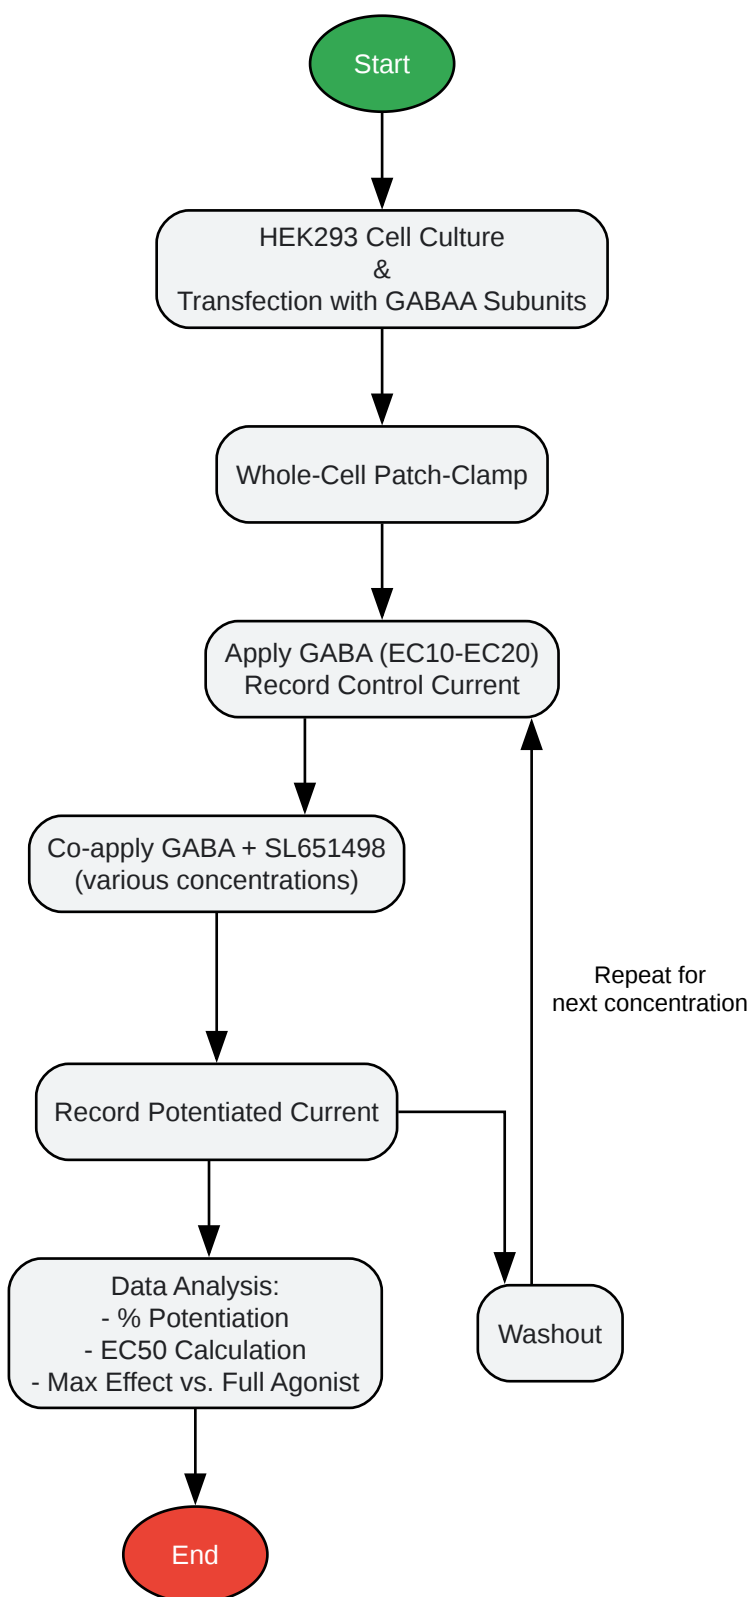 Start
HEK293 Cell Culture
&
Transfection with GABAA Subunits
Whole-Cell Patch-Clamp
Apply GABA (EC10-EC20)
Record Control Current
Co-apply GABA + SL651498
(various concentrations)
Repeat for
next concentration
Record Potentiated Current
Data Analysis:
- % Potentiation
- EC50 Calculation
- Max Effect vs. Full Agonist
Washout
End